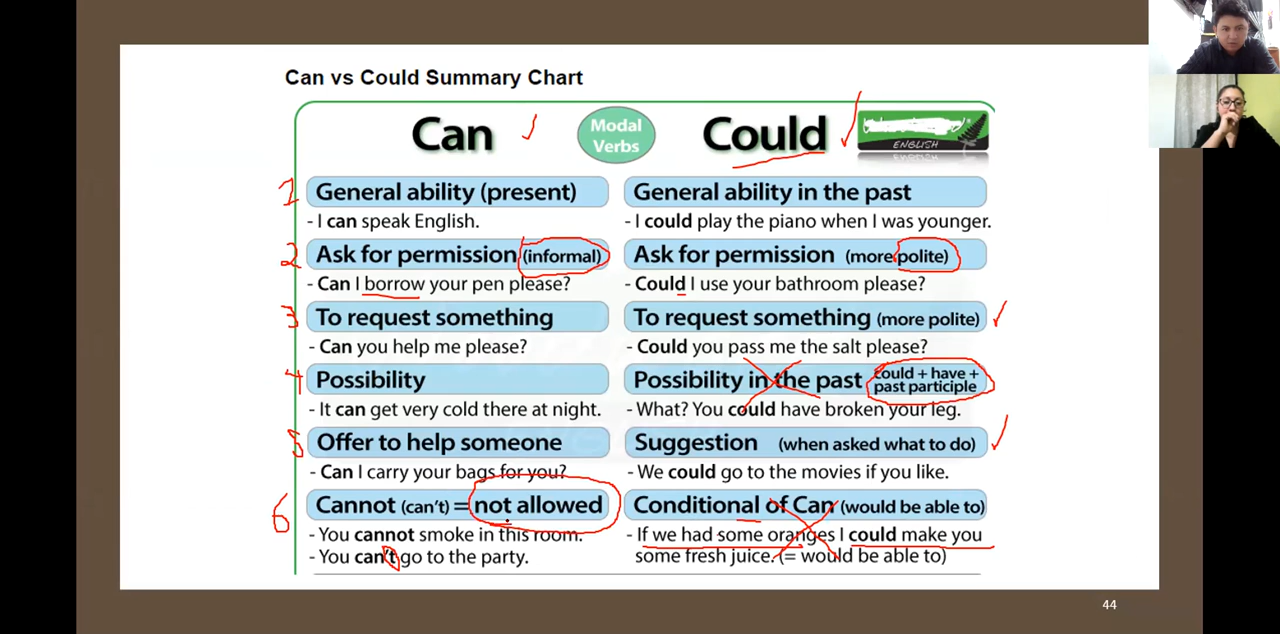 Can vs Could Summary Chart
Can
Modal Verbs
Could
ENGLISH
1 General ability (present)
General ability in the past
- I can speak English.
- I could play the piano when I was younger.
2 Ask for permission (informal)
Ask for permission (more polite)
- Can I borrow your pen please?
- Could I use your bathroom please?
3 To request something
To request something (more polite)
- Can you help me please?
- Could you pass me the salt please?
4 Possibility
Possibility in the past could + have + past participle
- It can get very cold there at night.
- What? You could have broken your leg.
5 Offer to help someone
Suggestion (when asked what to do)
- Can I carry your bags for you?
- We could go to the movies if you like.
6 Cannot (can't) = not allowed
Conditional of Can (would be able to)
- You cannot smoke in this room.
- If we had some oranges I could make you
- You can't go to the party.
some fresh juice. (= would be able to)
44